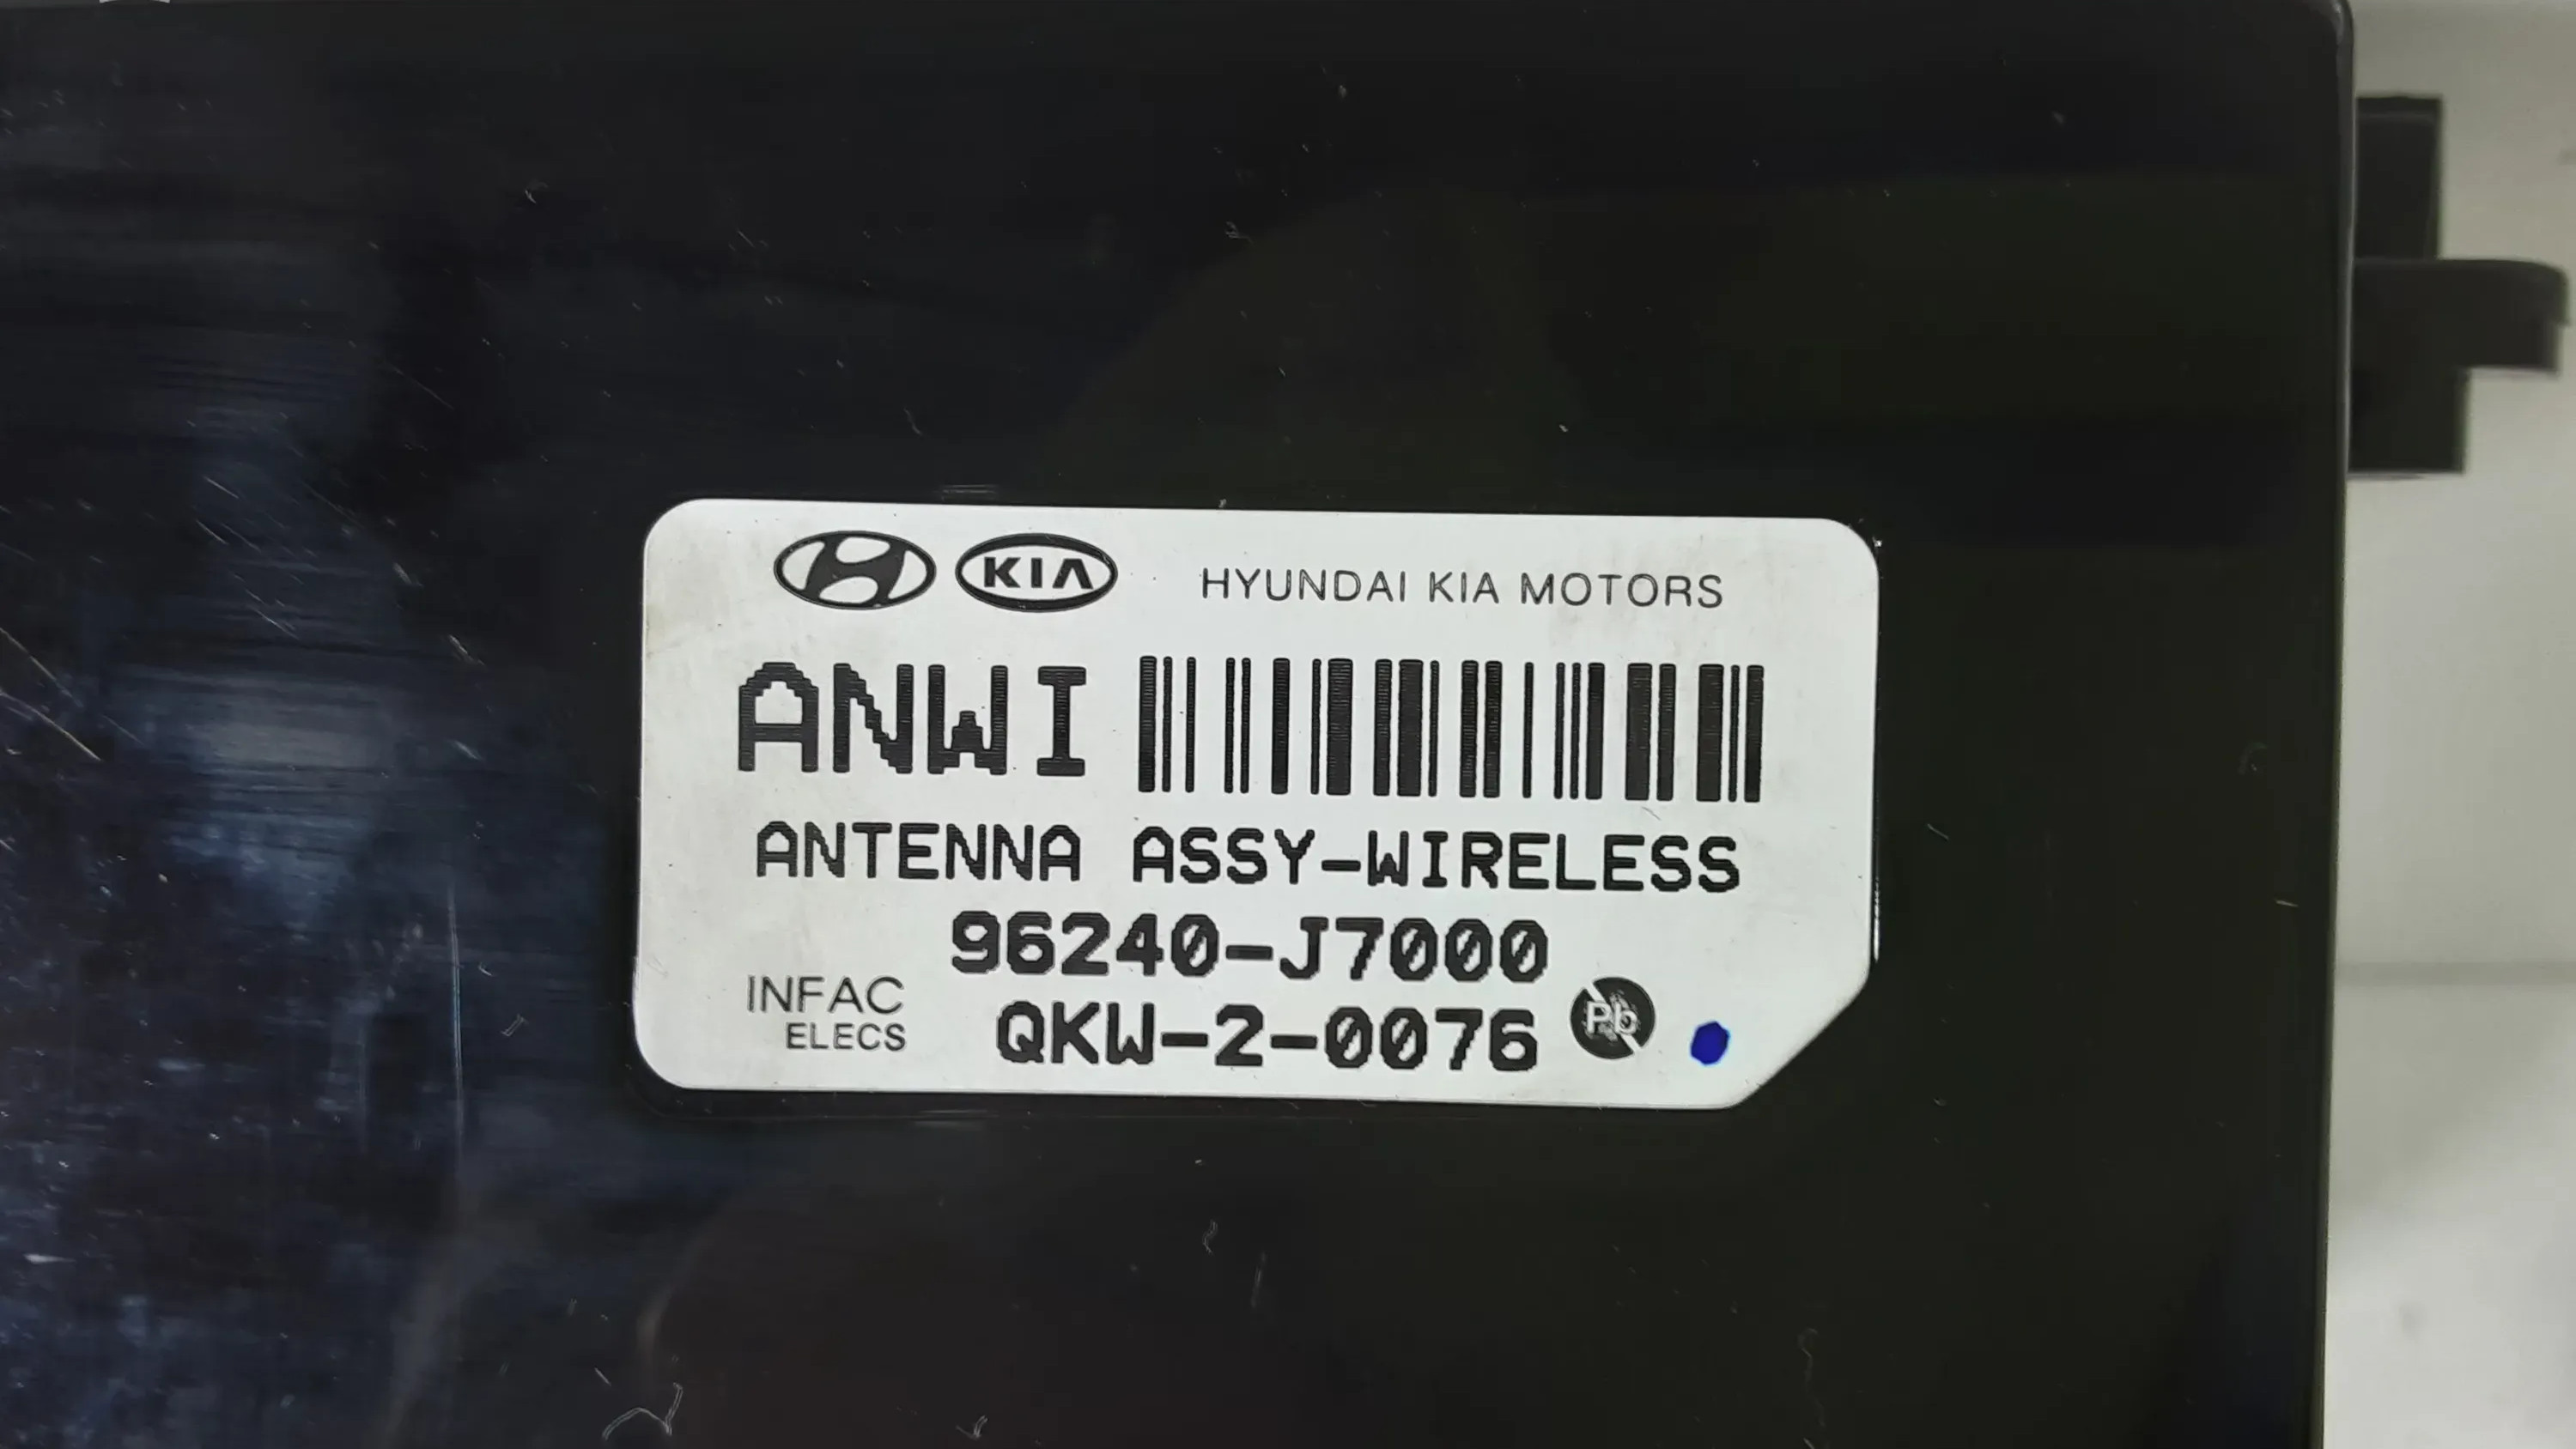 KIA HYUNDAI KIA MOTORS
ANWI
ANTENNA ASSY-WIRELESS
96240-J7000
INFAC
ELECS
QKW-2-0076
Pb